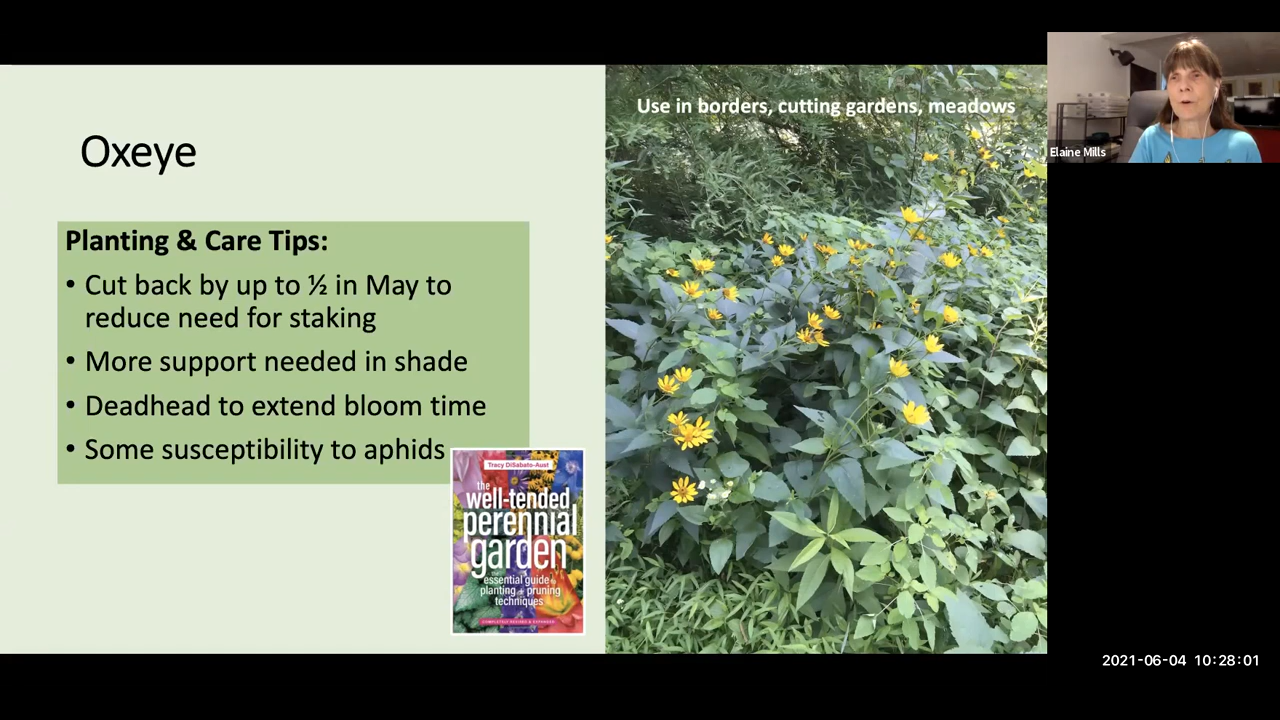 Use in borders, cutting gardens, meadows
Elaine Mills
Oxeye
Planting & Care Tips:
• Cut back by up to ½ in May to
reduce need for staking
• More support needed in shade
• Deadhead to extend bloom time
• Some susceptibility to aphids
Tracy DiSabato-Aust
the
well-tended
perennial
garden
essential guide
planting + pruning
techniques
COMPLETELY REVISED & EXPANDED
2021-06-04 10:28:01